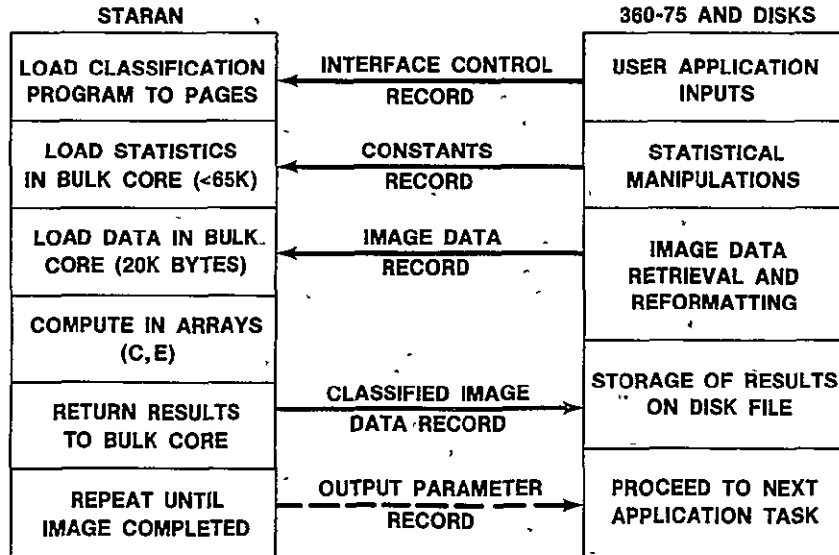 STARAN
360-75 AND DISKS
LOAD CLASSIFICATION
PROGRAM TO PAGES
INTERFACE CONTROL
RECORD
USER APPLICATION
INPUTS
LOAD STATISTICS
IN BULK CORE (<65K)
CONSTANTS
RECORD
STATISTICAL
MANIPULATIONS
LOAD DATA IN BULK
CORE (20K BYTES)
IMAGE DATA
RECORD
IMAGE DATA
RETRIEVAL AND
REFORMATTING
COMPUTE IN ARRAYS
(C,E)
RETURN RESULTS
TO BULK CORE
CLASSIFIED IMAGE
DATA RECORD
STORAGE OF RESULTS
ON DISK FILE
REPEAT UNTIL
IMAGE COMPLETED
OUTPUT PARAMETER
RECORD
PROCEED TO NEXT
APPLICATION TASK